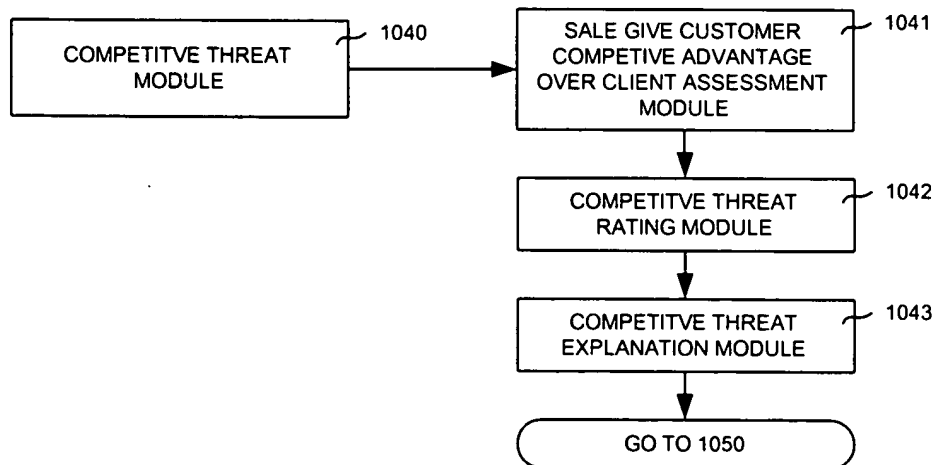 COMPETITVE THREAT
MODULE
1040
SALE GIVE CUSTOMER
COMPETIVE ADVANTAGE
OVER CLIENT ASSESSMENT
MODULE
1041
COMPETITVE THREAT
RATING MODULE
1042
COMPETITVE THREAT
EXPLANATION MODULE
1043
GO TO 1050